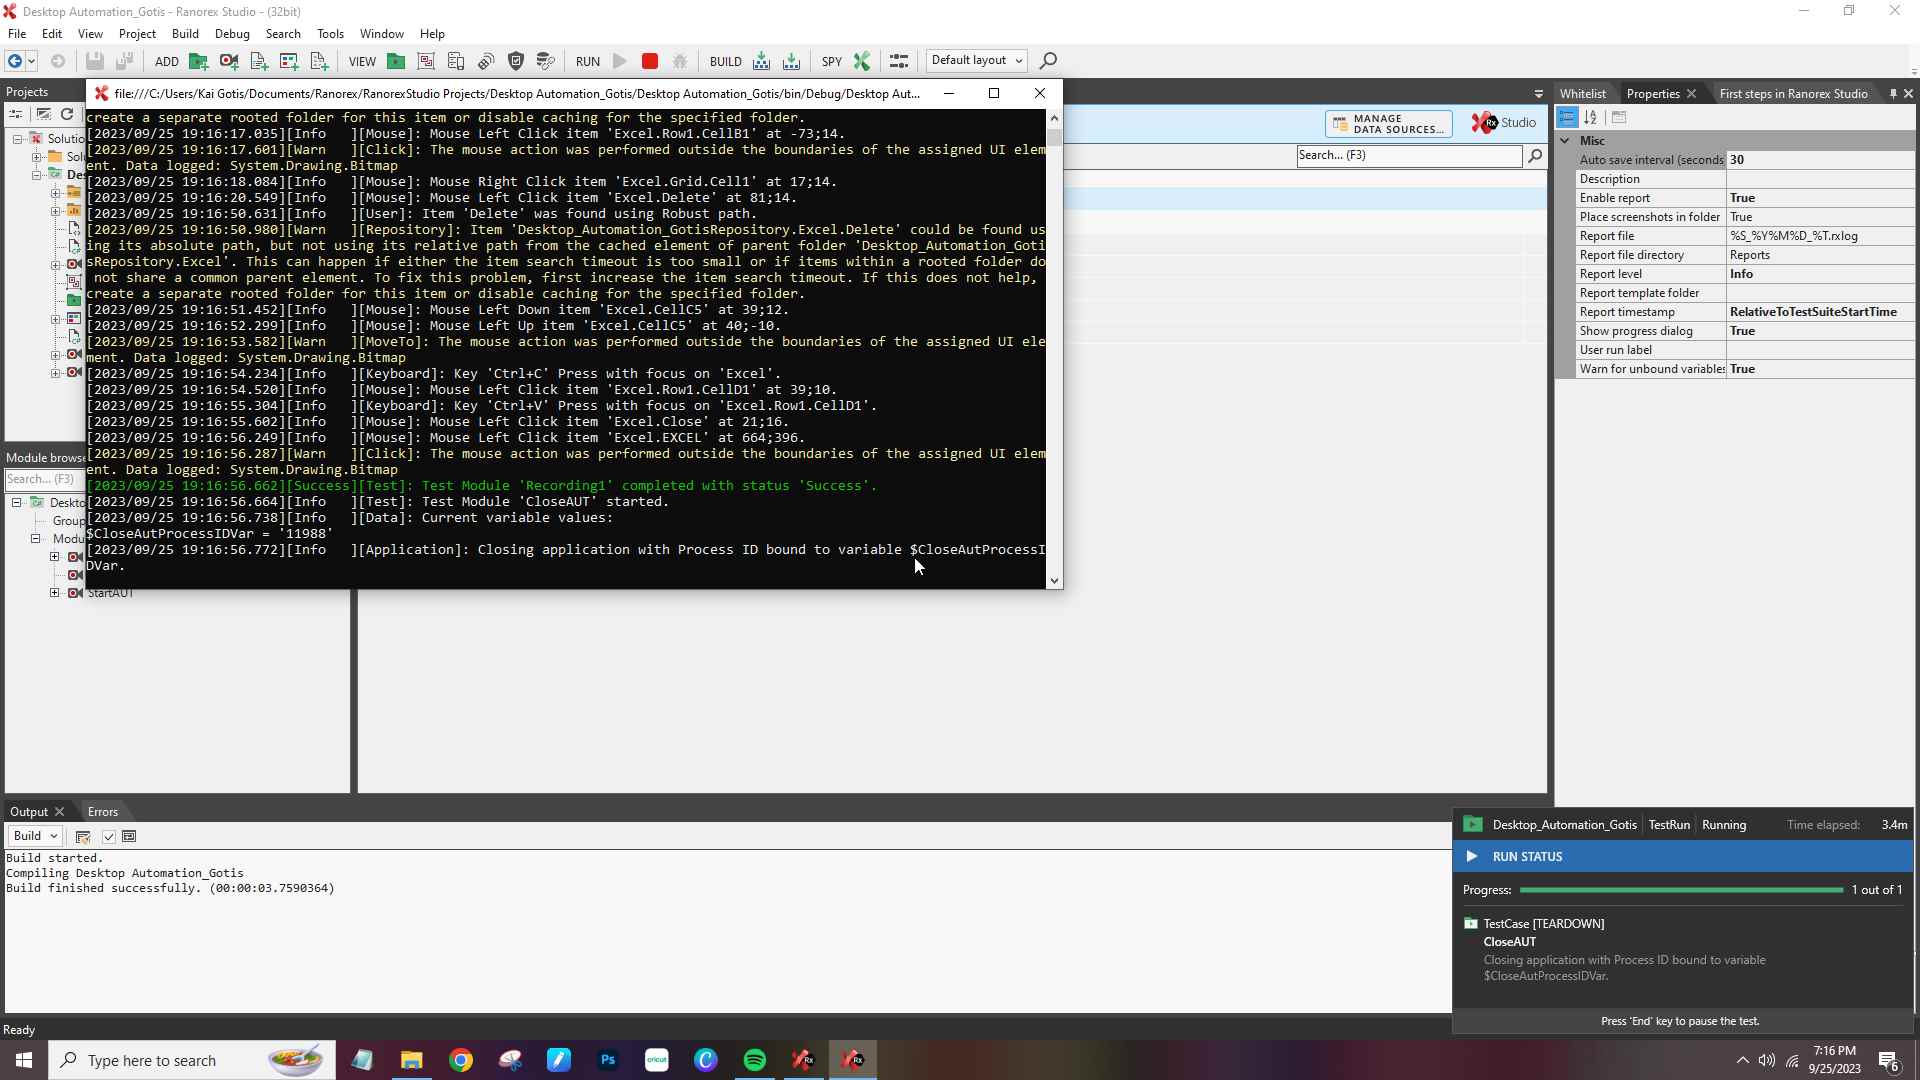 Desktop Automation_Gotis - Ranorex Studio - (32bit)
File Edit View Project Build Debug Search Tools Window Help
ADD VIEW RUN BUILD SPY Default layout
Projects
file:///C:/Users/Kai Gotis/Documents/Ranorex/RanorexStudio Projects/Desktop Automation_Gotis/Desktop Automation_Gotis/bin/Debug/Desktop Aut...
Whitelist Properties First steps in Ranorex Studio
MANAGE
DATA SOURCES...
Rx Studio
Search... (F3)
create a separate rooted folder for this item or disable caching for the specified folder.
[2023/09/25 19:16:17.035][Info   ][Mouse]: Mouse Left Click item 'Excel.Row1.CellB1' at -73;14.
[2023/09/25 19:16:17.601][Warn   ][Click]: The mouse action was performed outside the boundaries of the assigned UI elem
ent. Data logged: System.Drawing.Bitmap
[2023/09/25 19:16:18.084][Info   ][Mouse]: Mouse Right Click item 'Excel.Grid.Cell1' at 17;14.
[2023/09/25 19:16:20.549][Info   ][Mouse]: Mouse Left Click item 'Excel.Delete' at 81;14.
[2023/09/25 19:16:50.631][Info   ][User]: Item 'Delete' was found using Robust path.
[2023/09/25 19:16:50.980][Warn   ][Repository]: Item 'Desktop_Automation_GotisRepository.Excel.Delete' could be found us
ing its absolute path, but not using its relative path from the cached element of parent folder 'Desktop_Automation_Goti
sRepository.Excel'. This can happen if either the item search timeout is too small or if items within a rooted folder do
 not share a common parent element. To fix this problem, first increase the item search timeout. If this does not help,
create a separate rooted folder for this item or disable caching for the specified folder.
[2023/09/25 19:16:51.452][Info   ][Mouse]: Mouse Left Down item 'Excel.CellC5' at 39;12.
[2023/09/25 19:16:52.299][Info   ][Mouse]: Mouse Left Up item 'Excel.CellC5' at 40;-10.
[2023/09/25 19:16:53.582][Warn   ][MoveTo]: The mouse action was performed outside the boundaries of the assigned UI ele
ment. Data logged: System.Drawing.Bitmap
[2023/09/25 19:16:54.234][Info   ][Keyboard]: Key 'Ctrl+C' Press with focus on 'Excel'.
[2023/09/25 19:16:54.520][Info   ][Mouse]: Mouse Left Click item 'Excel.Row1.CellD1' at 39;10.
[2023/09/25 19:16:55.304][Info   ][Keyboard]: Key 'Ctrl+V' Press with focus on 'Excel.Row1.CellD1'.
[2023/09/25 19:16:55.602][Info   ][Mouse]: Mouse Left Click item 'Excel.Close' at 21;16.
[2023/09/25 19:16:56.249][Info   ][Mouse]: Mouse Left Click item 'Excel.EXCEL' at 664;396.
[2023/09/25 19:16:56.287][Warn   ][Click]: The mouse action was performed outside the boundaries of the assigned UI elem
ent. Data logged: System.Drawing.Bitmap
[2023/09/25 19:16:56.662][Success][Test]: Test Module 'Recording1' completed with status 'Success'.
[2023/09/25 19:16:56.664][Info   ][Test]: Test Module 'CloseAUT' started.
[2023/09/25 19:16:56.738][Info   ][Data]: Current variable values:
$CloseAutProcessIDVar = '11988'
[2023/09/25 19:16:56.772][Info   ][Application]: Closing application with Process ID bound to variable $CloseAutProcessI
DVar.
Solutio
Sol
Des
Module browse
Search... (F3)
Deskto
Group
Modu
StartAUT
Misc
Auto save interval (seconds 30
Description
Enable report True
Place screenshots in folder True
Report file %S_%Y%M%D_%T.rxlog
Report file directory Reports
Report level Info
Report template folder
Report timestamp RelativeToTestSuiteStartTime
Show progress dialog True
User run label
Warn for unbound variables True
Output Errors
Build
Build started.
Compiling Desktop Automation_Gotis
Build finished successfully. (00:00:03.7590364)
Desktop_Automation_Gotis TestRun Running Time elapsed: 3.4m
RUN STATUS
Progress: 1 out of 1
TestCase [TEARDOWN]
CloseAUT
Closing application with Process ID bound to variable
$CloseAutProcessIDVar.
Press 'End' key to pause the test.
Ready
Type here to search
Ps
cricut
Rx
Rx
7:16 PM
9/25/2023
6